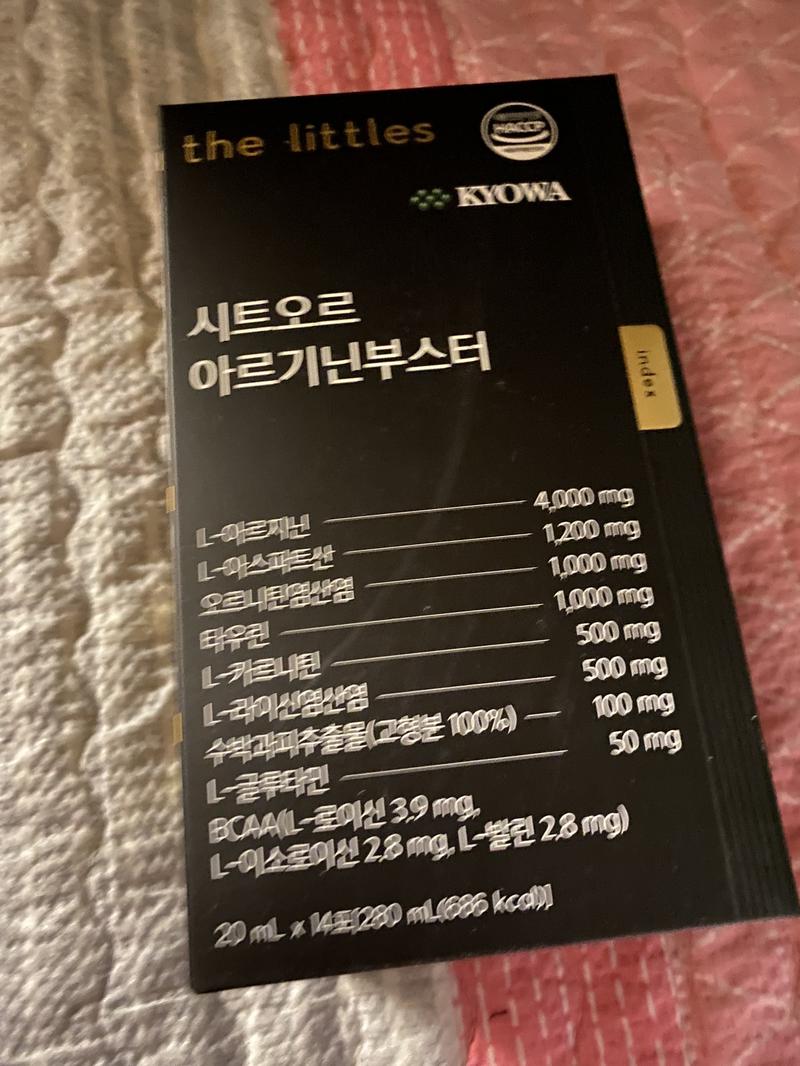 the littles
HACCP
KYOWA
시트오르
아르기닌부스터
index
L-아르지닌 4,000 mg
L-아스파트산 1,200 mg
오르니틴염산염 1,000 mg
타우린 1,000 mg
L-카르니틴 500 mg
L-라이신염산염 500 mg
수박과피추출물(고형분 100%) 100 mg
L-글루타민 50 mg
BCAA(L-로이신 3.9 mg,
L-이소로이신 2.8 mg, L-발린 2.8 mg)
20 mL x 14포[280 mL(686 kcal)]